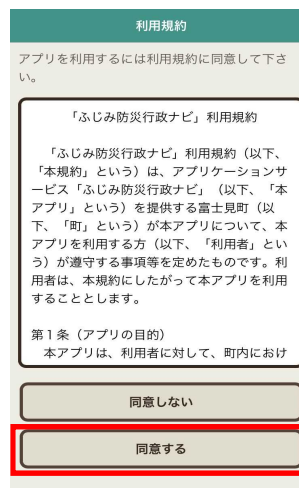 利用規約
アプリを利用するには利用規約に同意して下さ
い。
「ふじみ防災行政ナビ」利用規約
「ふじみ防災行政ナビ」利用規約（以下、
「本規約」という）は、アプリケーションサ
ービス「ふじみ防災行政ナビ」（以下、「本
アプリ」という）を提供する富士見町（以
下、「町」という）が本アプリについて、本
アプリを利用する方（以下、「利用者」とい
う）が遵守する事項等を定めたものです。利
用者は、本規約にしたがって本アプリを利用
することとします。
第１条（アプリの目的）
本アプリは、利用者に対して、町内におけ
同意しない
同意する